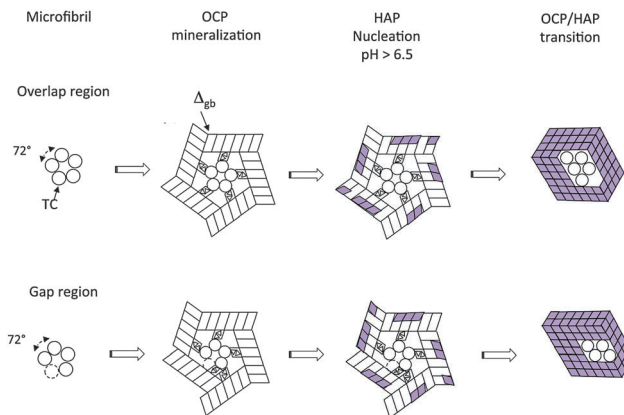 Microfibril
OCP
mineralization
HAP
Nucleation
pH > 6.5
OCP/HAP
transition
Overlap region
Δgb
72°
TC
Gap region
72°